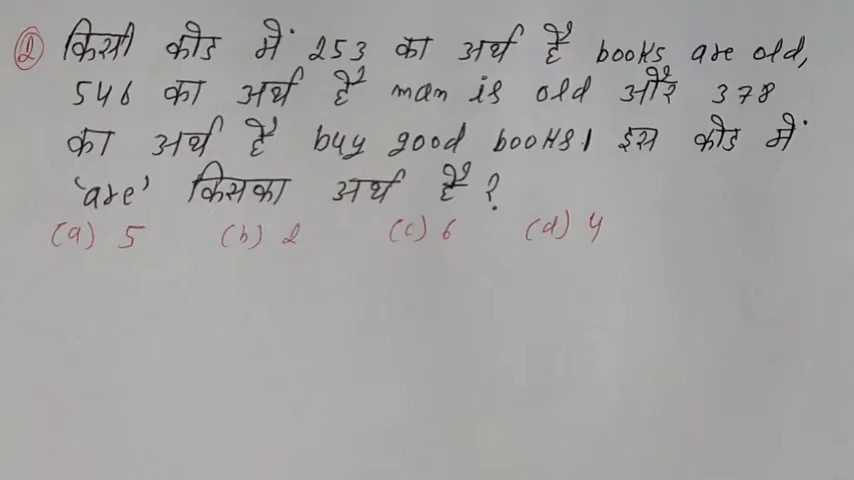 ② किसी कोड में 253 का अर्थ है books are old,
546 का अर्थ है man is old और 378
का अर्थ है buy good books। इस कोड में
'are' किसका अर्थ है ?
(a) 5 (b) 2 (c) 6 (d) 4